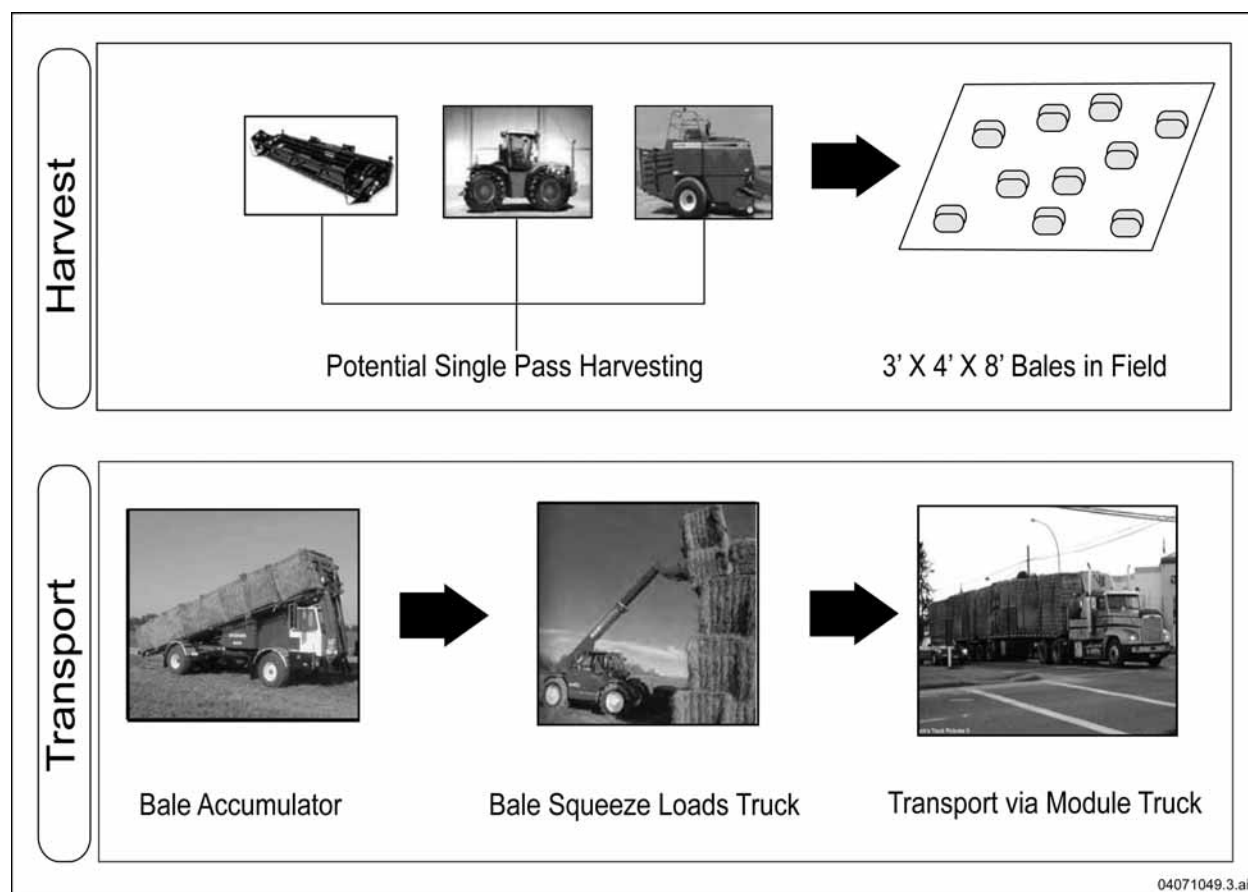 Harvest
Potential Single Pass Harvesting
3' X 4' X 8' Bales in Field
Transport
Bale Accumulator
Bale Squeeze Loads Truck
Transport via Module Truck
04071049.3.ai